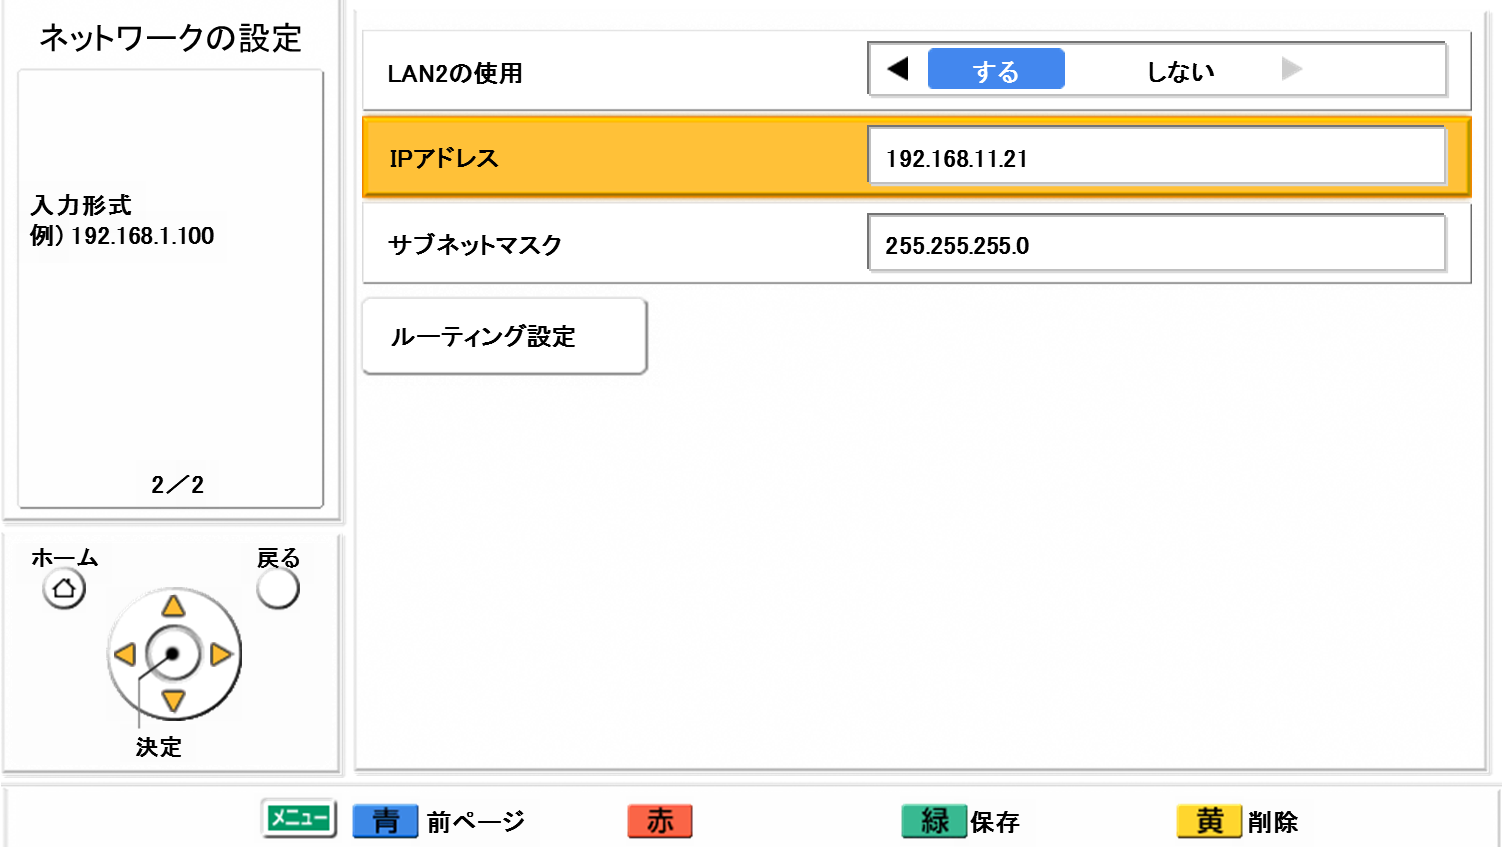 ネットワークの設定
入力形式
例) 192.168.1.100
2／2
LAN2の使用
する
しない
IPアドレス
192.168.11.21
サブネットマスク
255.255.255.0
ルーティング設定
ホーム
戻る
決定
メニュー 青 前ページ 赤 緑 保存 黄 削除